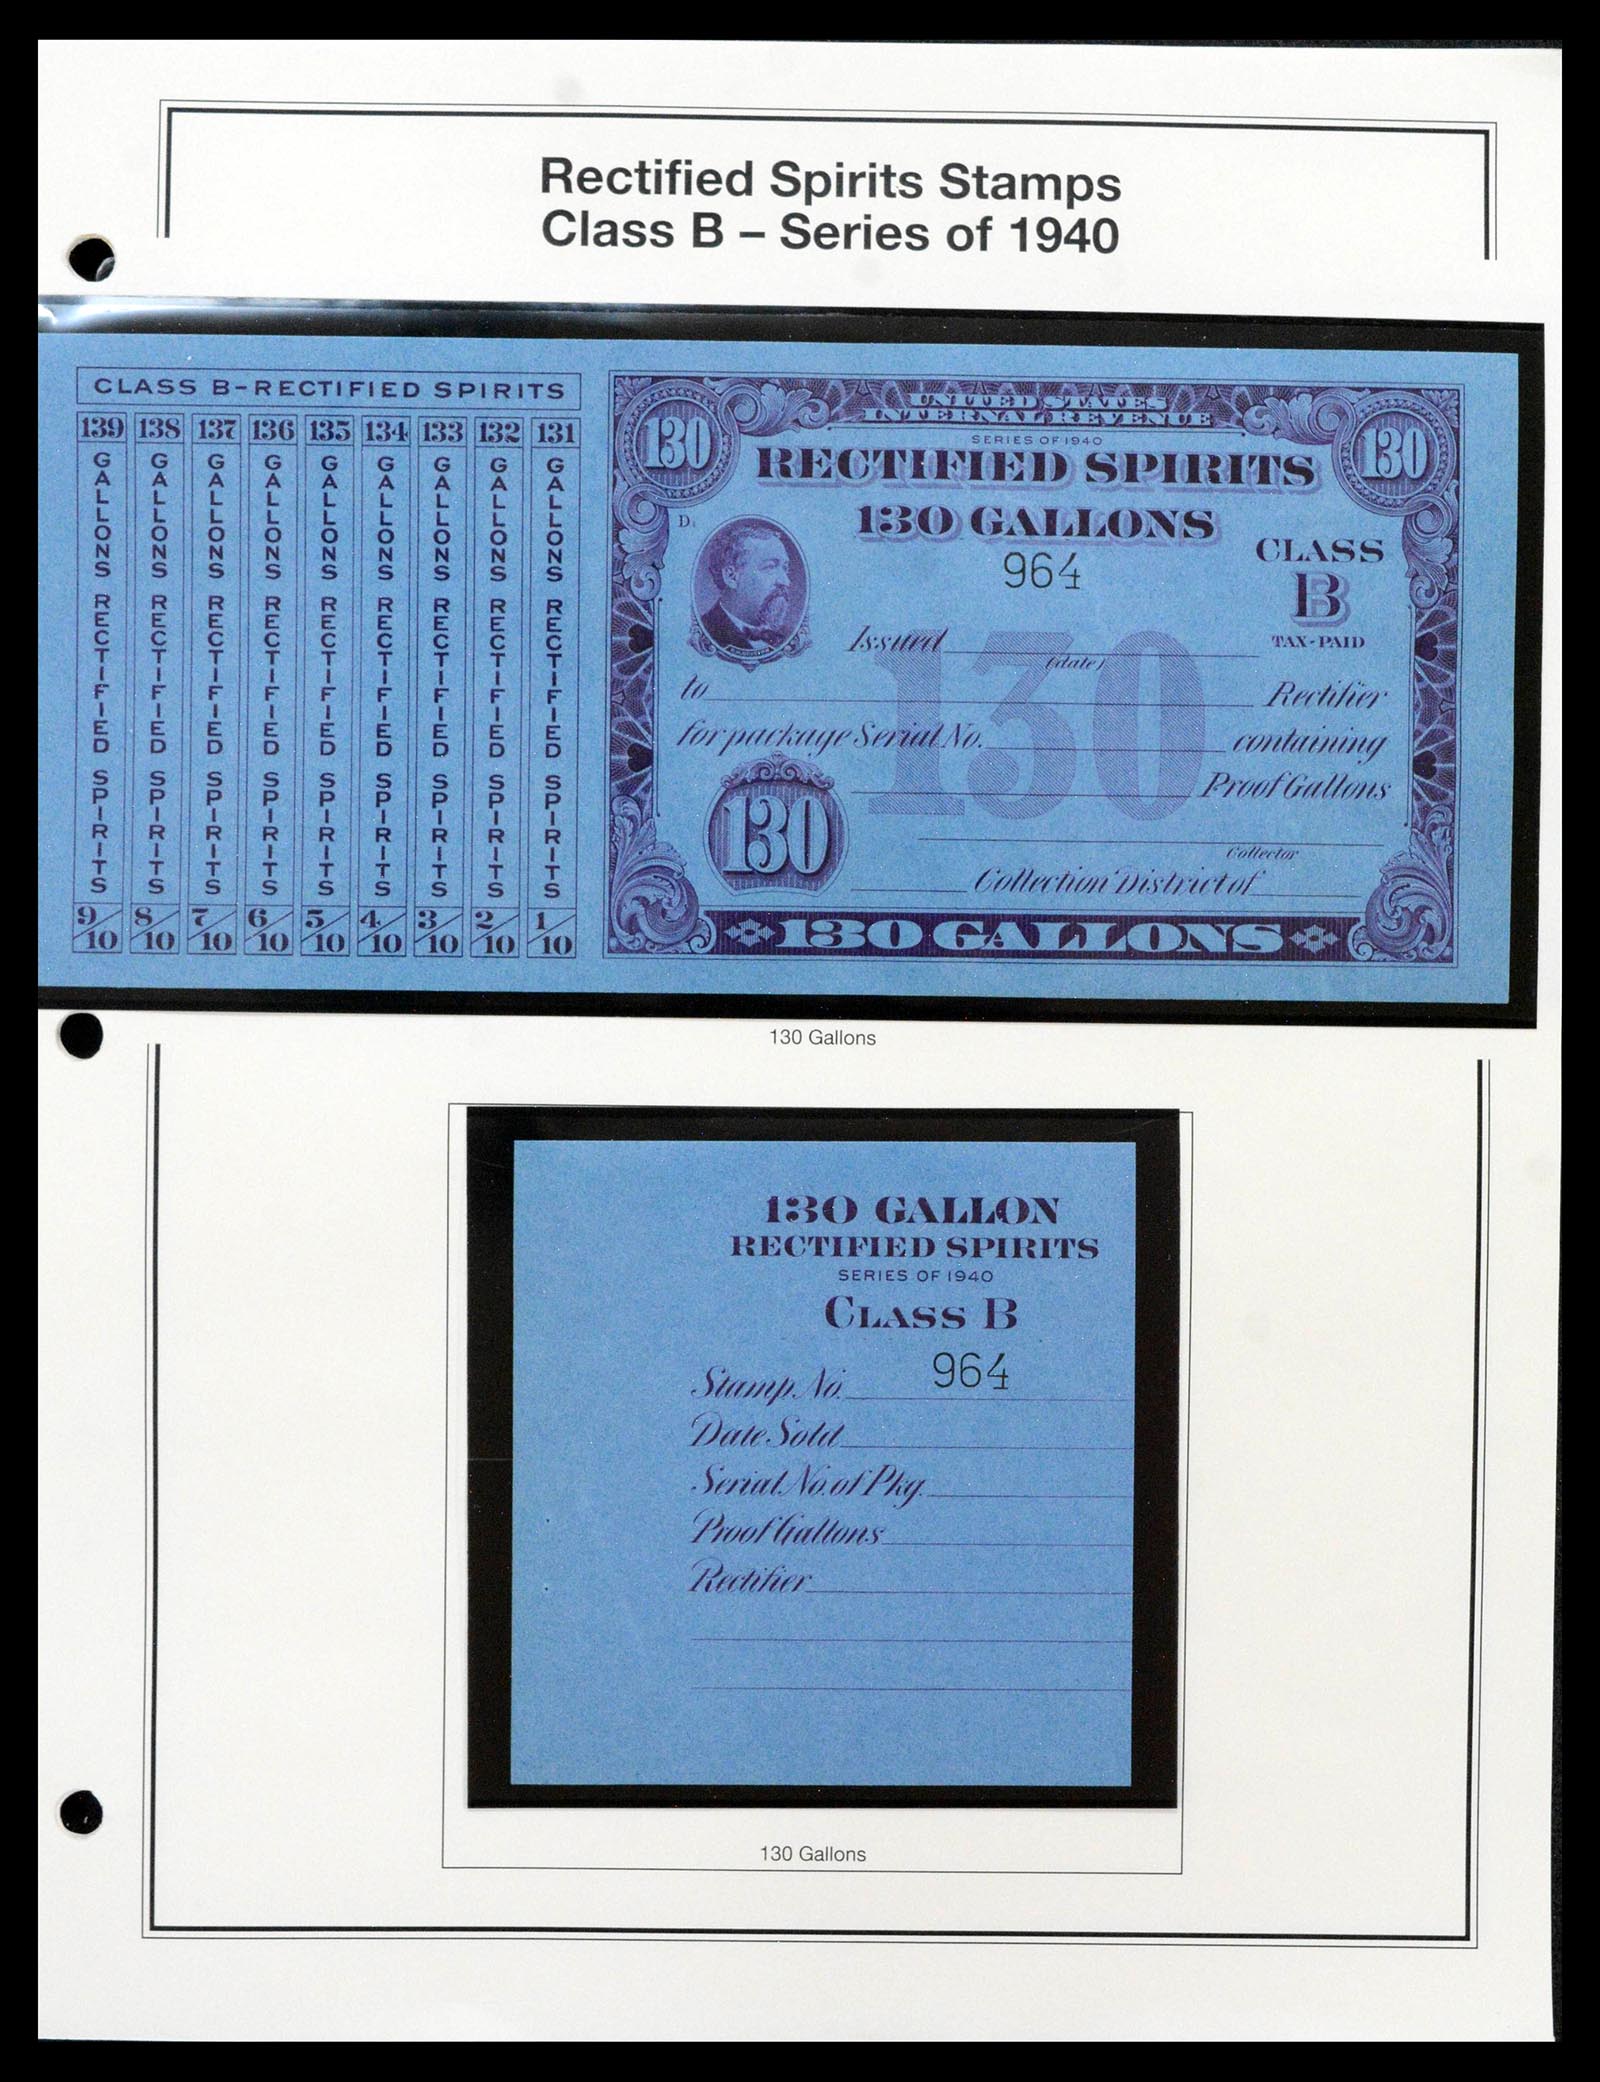 Rectified Spirits Stamps
Class B – Series of 1940
CLASS B-RECTIFIED SPIRITS
139 138 137 136 135 134 133 132 131
GALLONS RECTIFIED SPIRITS
GALLONS RECTIFIED SPIRITS
GALLONS RECTIFIED SPIRITS
GALLONS RECTIFIED SPIRITS
GALLONS RECTIFIED SPIRITS
GALLONS RECTIFIED SPIRITS
GALLONS RECTIFIED SPIRITS
GALLONS RECTIFIED SPIRITS
GALLONS RECTIFIED SPIRITS
9/10 8/10 7/10 6/10 5/10 4/10 3/10 2/10 1/10
UNITED STATES
INTERNAL REVENUE
SERIES OF 1940
130 RECTIFIED SPIRITS 130
130 GALLONS
964
CLASS
B
TAX-PAID
Issued
(date)
130
to Rectifier
for package Serial No. containing
Proof Gallons
130
Collector
Collection District of
130 GALLONS
130 Gallons
130 GALLON
RECTIFIED SPIRITS
SERIES OF 1940
CLASS B
Stamp No. 964
Date Sold
Serial No. of Pkg.
Proof Gallons
Rectifier
130 Gallons